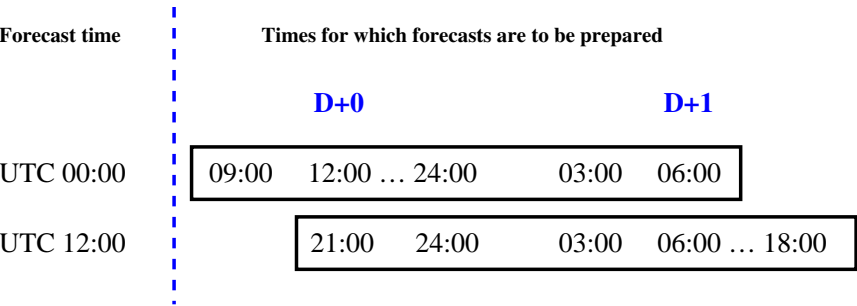 Forecast time Times for which forecasts are to be prepared
D+0 D+1
UTC 00:00 09:00 12:00 … 24:00 03:00 06:00
UTC 12:00 21:00 24:00 03:00 06:00 … 18:00